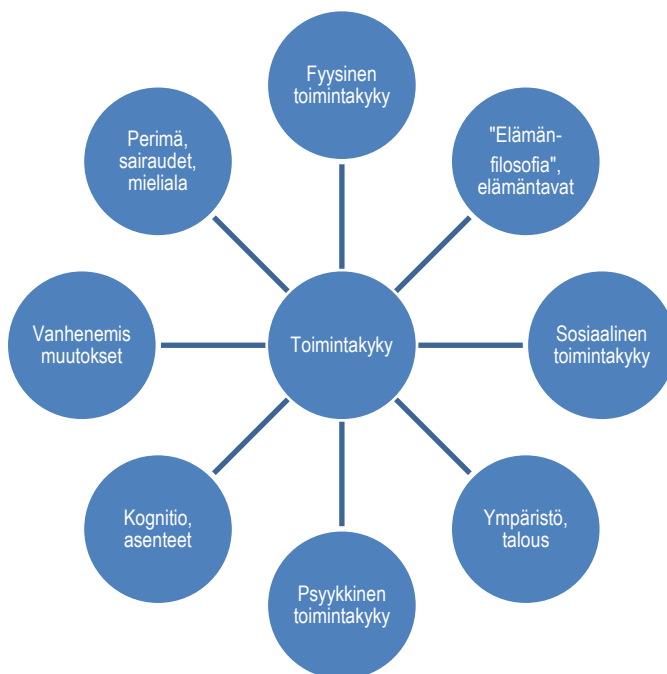 Fyysinen
toimintakyky
"Elämän-
filosofia",
elämäntavat
Sosiaalinen
toimintakyky
Ympäristö,
talous
Psyykkinen
toimintakyky
Kognitio,
asenteet
Vanhenemis
muutokset
Perimä,
sairaudet,
mieliala
Toimintakyky